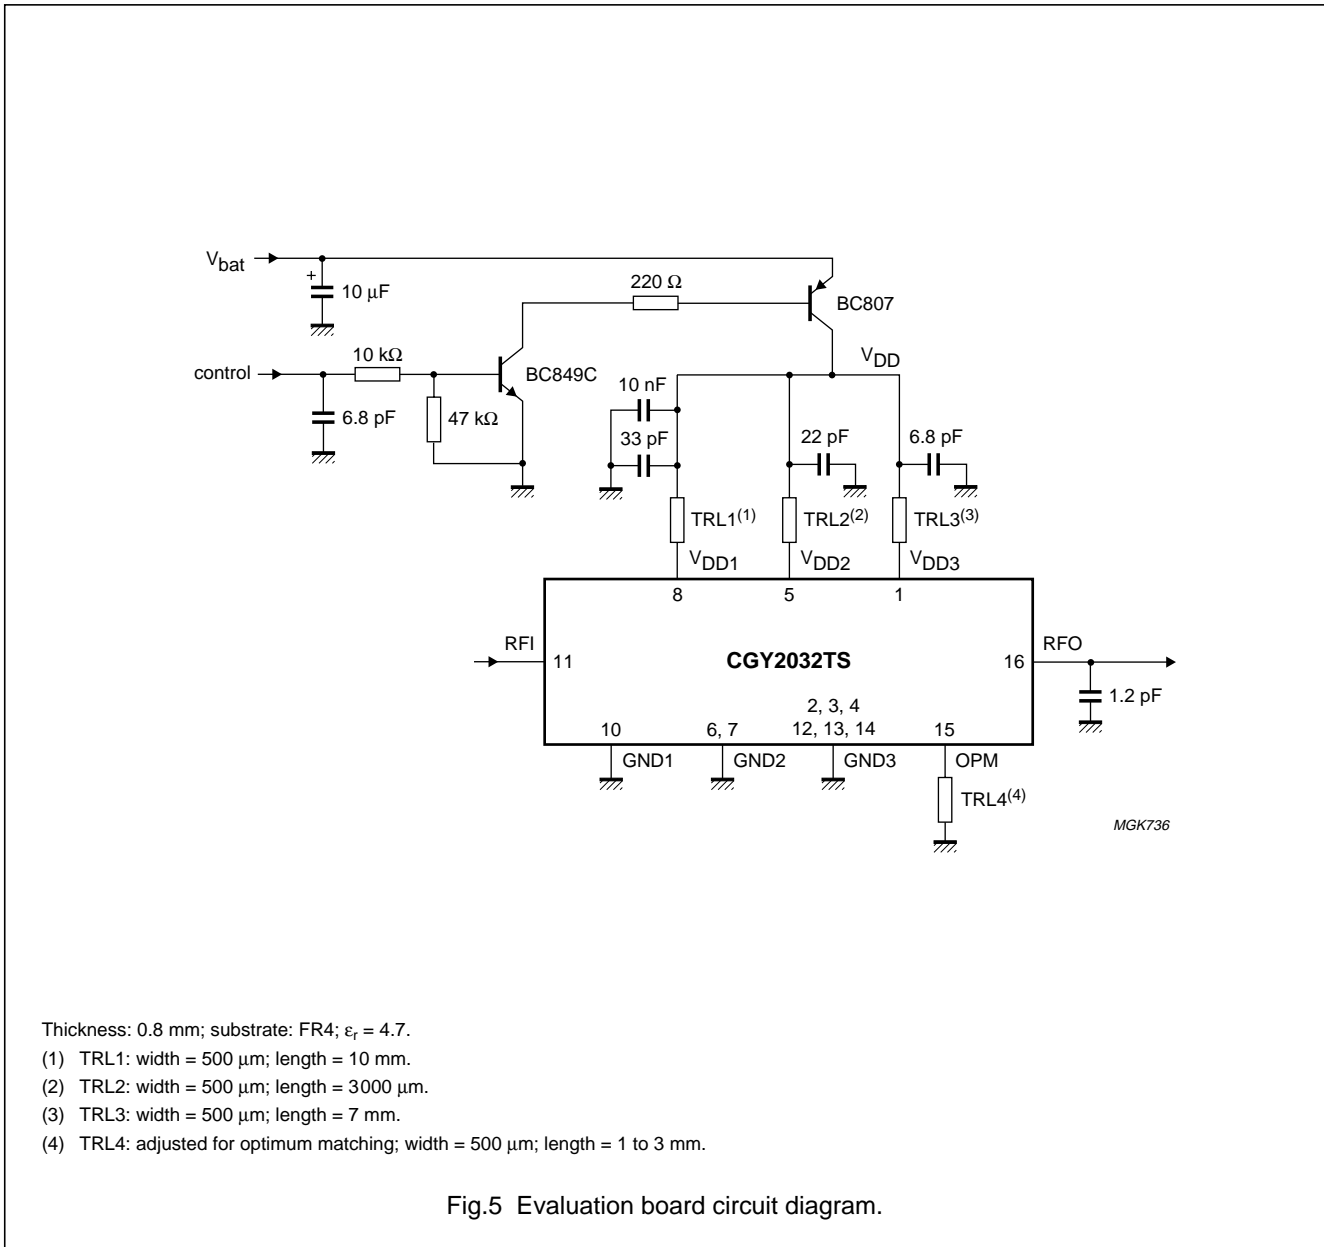 V_bat
+
10 μF
220 Ω
BC807
control
10 kΩ
BC849C
V_DD
6.8 pF
47 kΩ
10 nF
33 pF
22 pF
6.8 pF
TRL1(1)
TRL2(2)
TRL3(3)
V_DD1
V_DD2
V_DD3
8
5
1
RFI
11
CGY2032TS
16
RFO
1.2 pF
2, 3, 4
10
6, 7
12, 13, 14
15
GND1
GND2
GND3
OPM
TRL4(4)
MGK736
Thickness: 0.8 mm; substrate: FR4; εr = 4.7.
(1) TRL1: width = 500 μm; length = 10 mm.
(2) TRL2: width = 500 μm; length = 3000 μm.
(3) TRL3: width = 500 μm; length = 7 mm.
(4) TRL4: adjusted for optimum matching; width = 500 μm; length = 1 to 3 mm.
Fig.5 Evaluation board circuit diagram.